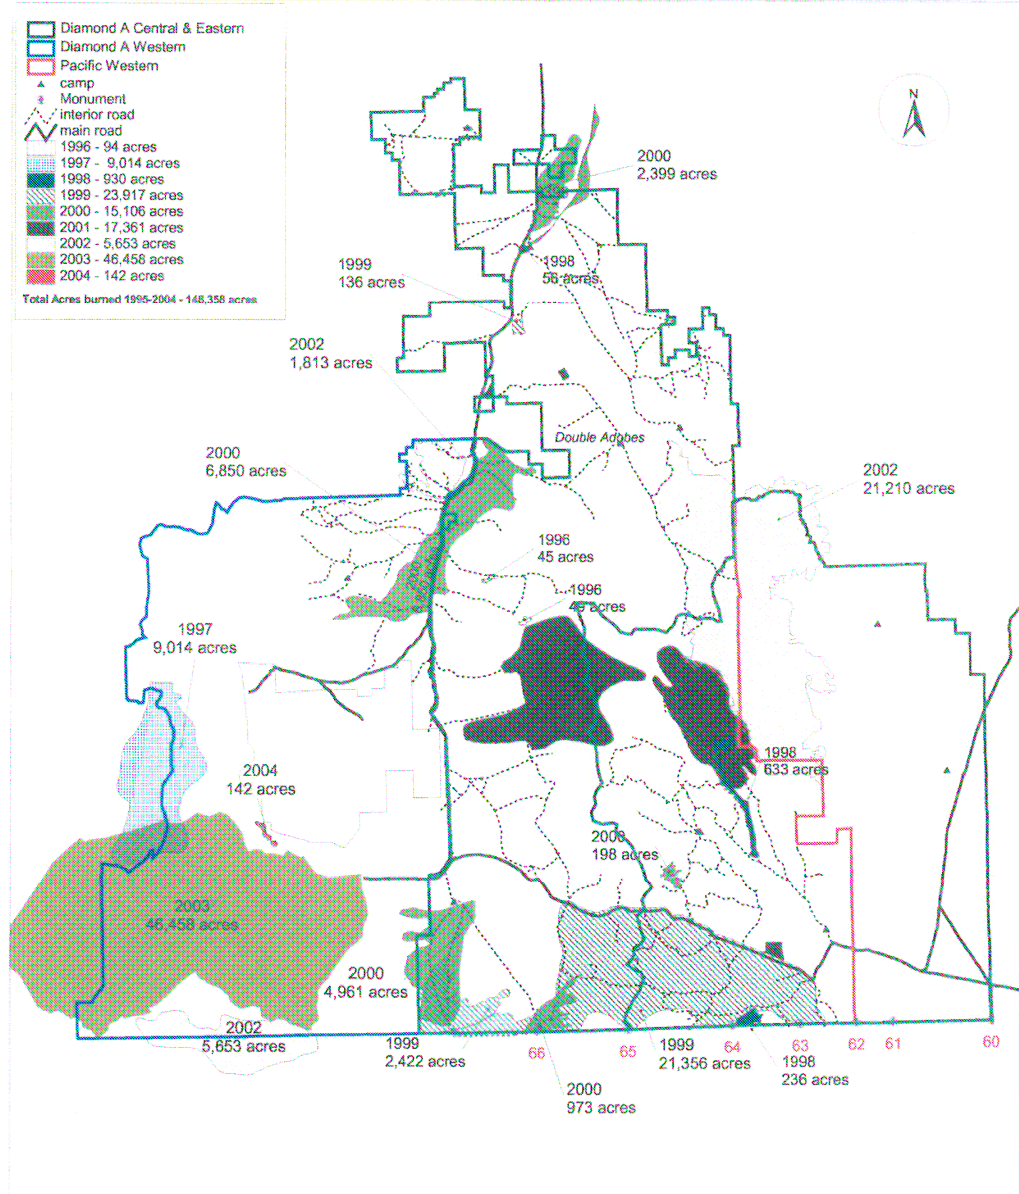 Diamond A Central & Eastern
Diamond A Western
Pacific Western
camp
Monument
interior road
main road
1996 - 94 acres
1997 - 9,014 acres
1998 - 930 acres
1999 - 23,917 acres
2000 - 15,106 acres
2001 - 17,361 acres
2002 - 5,653 acres
2003 - 46,458 acres
2004 - 142 acres
Total Acres burned 1995-2004 - 148,358 acres
N
2000
2,399 acres
1998
56 acres
1999
136 acres
2002
1,813 acres
Double Adobes
2000
6,850 acres
2002
21,210 acres
1996
45 acres
1996
49 acres
1997
9,014 acres
1998
633 acres
2004
142 acres
2000
198 acres
2003
46,458 acres
2000
4,961 acres
2002
5,653 acres
1999
2,422 acres
66
65
1999
21,356 acres
64
63
62
61
60
1998
236 acres
2000
973 acres